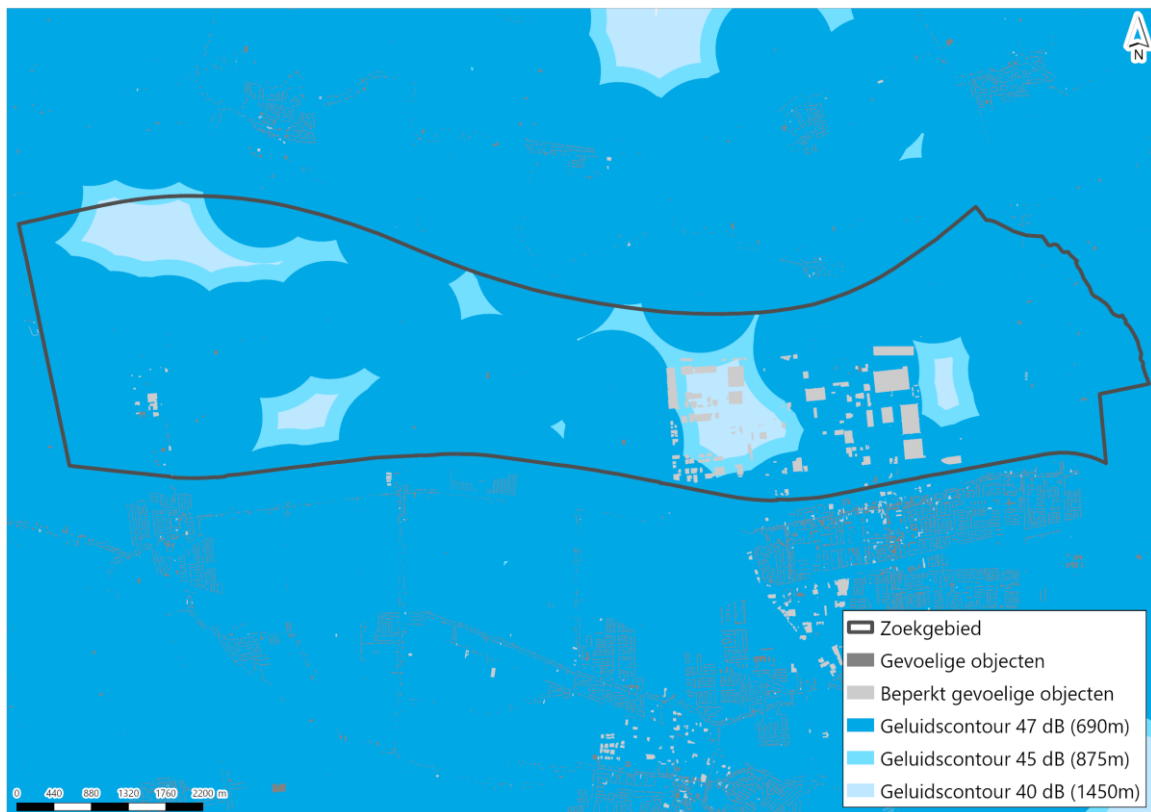 N
Zoekgebied
Gevoelige objecten
Beperkt gevoelige objecten
Geluidscontour 47 dB (690m)
Geluidscontour 45 dB (875m)
Geluidscontour 40 dB (1450m)
0 440 880 1320 1760 2200 m